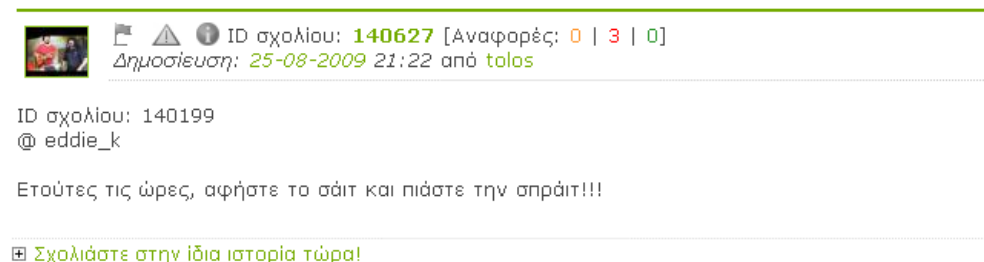 ID σχολίου: 140627 [Αναφορές: 0 | 3 | 0]
Δημοσίευση: 25-08-2009 21:22 από tolos
ID σχολίου: 140199
@ eddie_k
Ετούτες τις ώρες, αφήστε το σάιτ και πιάστε την σπράιτ!!!
Σχολιάστε στην ίδια ιστορία τώρα!